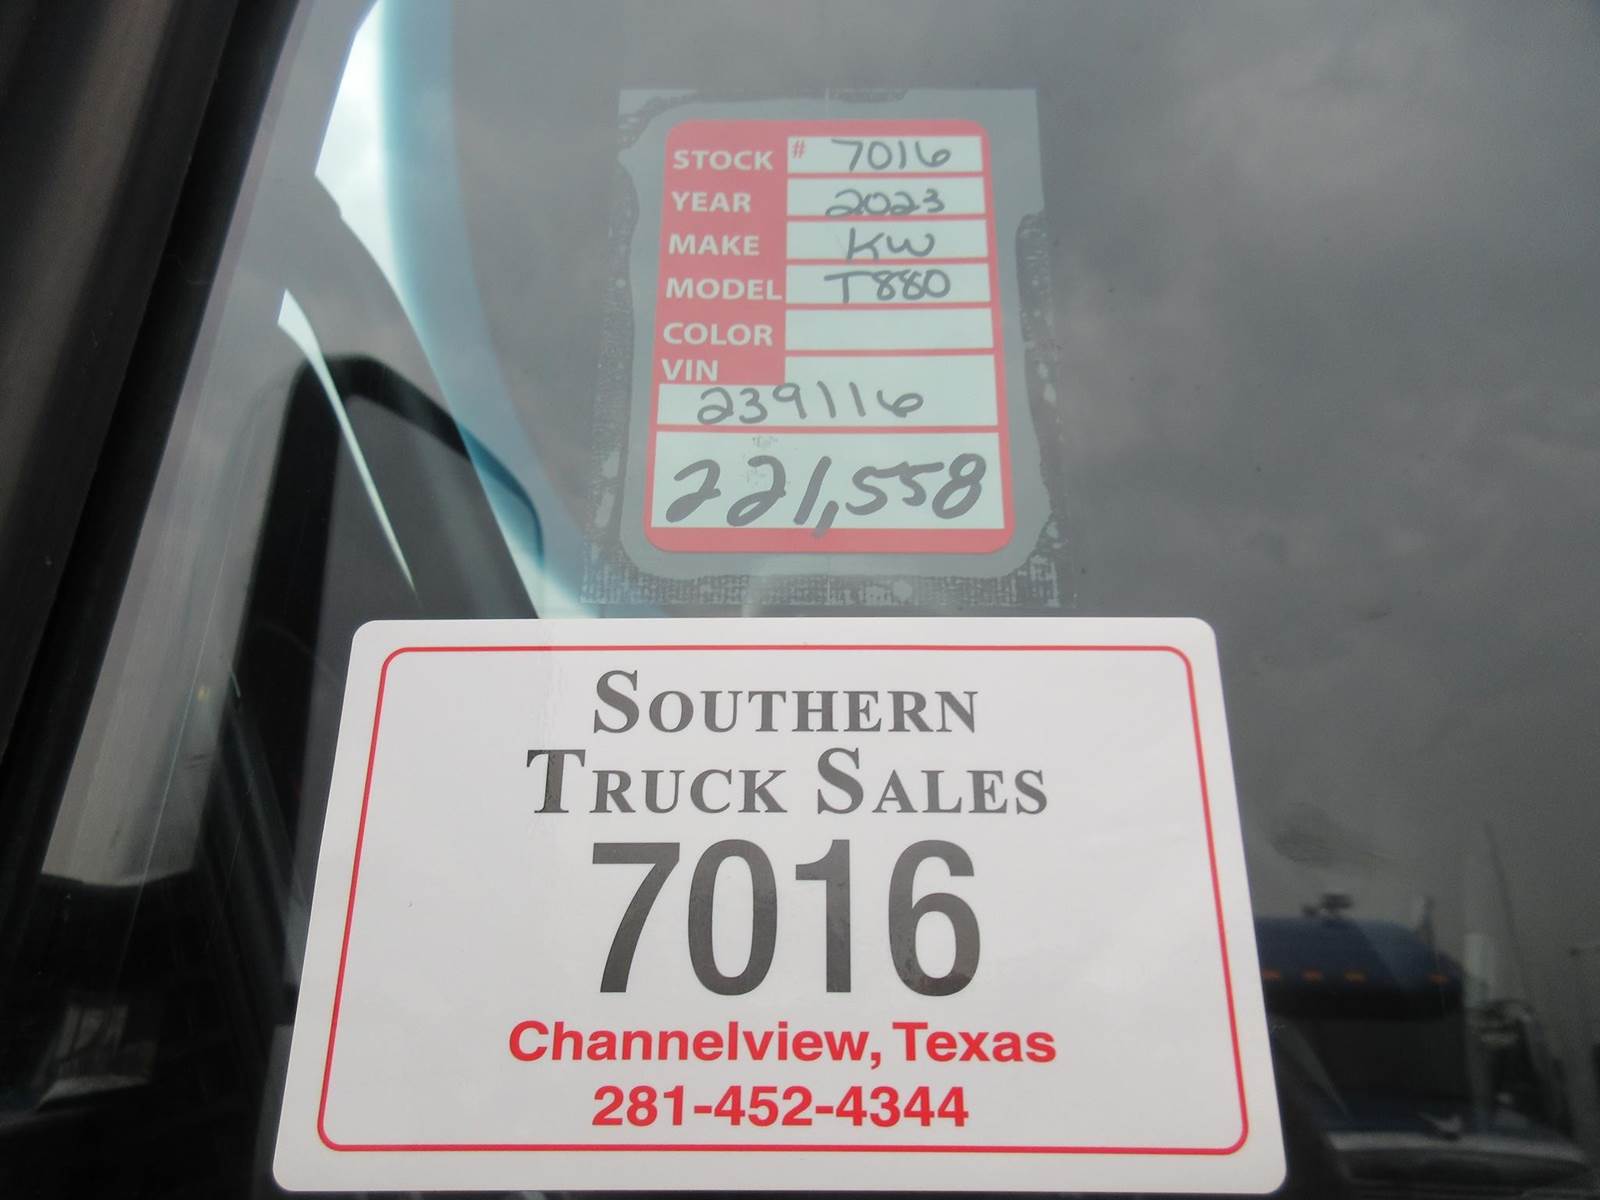 STOCK # 7016
YEAR 2023
MAKE KW
MODEL T880
COLOR
VIN
239116
221,558
SOUTHERN
TRUCK SALES
7016
Channelview, Texas
281-452-4344